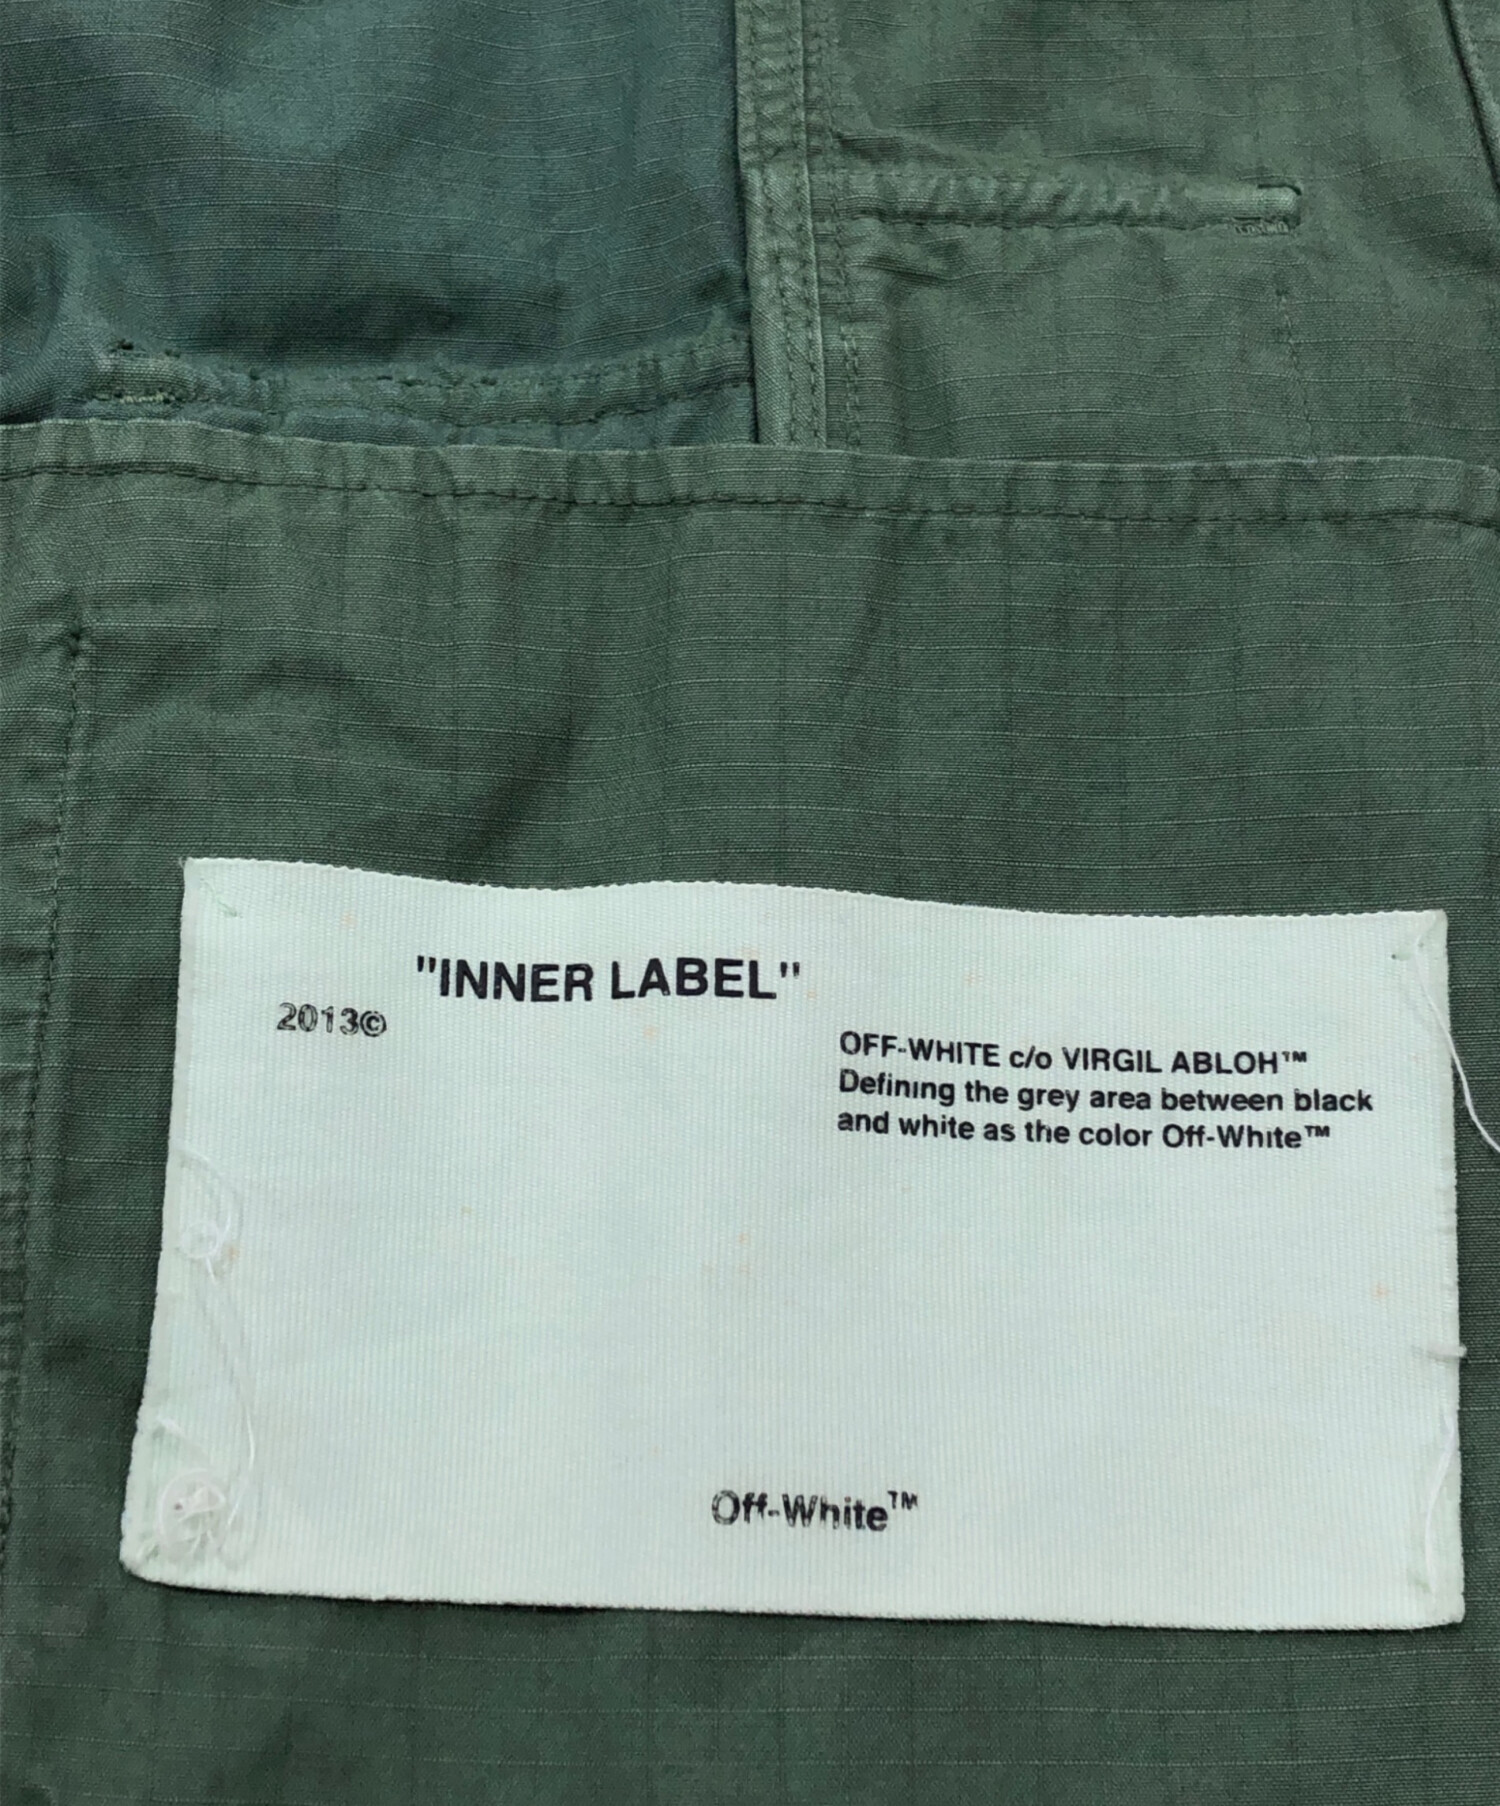 "INNER LABEL"
2013©
OFF-WHITE c/o VIRGIL ABLOH™
Defining the grey area between black
and white as the color Off-White™
Off-White™